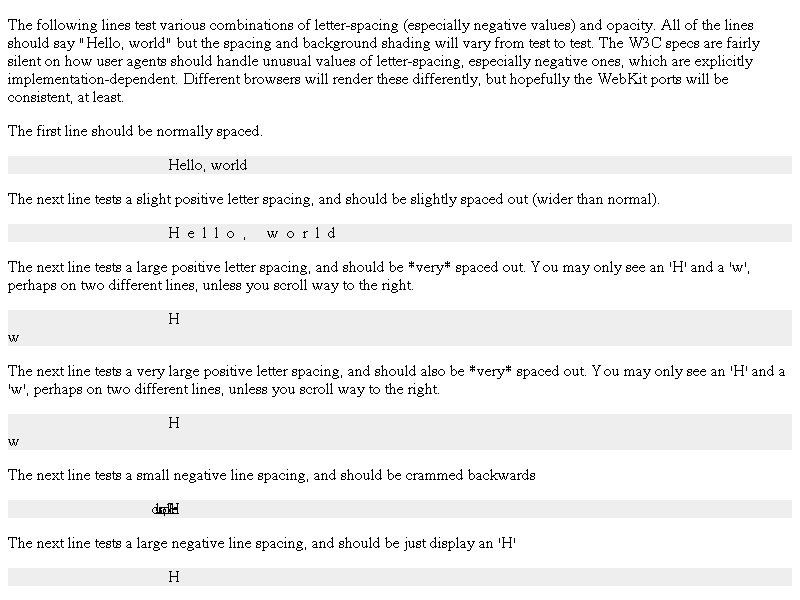 The following lines test various combinations of letter-spacing (especially negative values) and opacity. All of the lines
should say "Hello, world" but the spacing and background shading will vary from test to test. The W3C specs are fairly
silent on how user agents should handle unusual values of letter-spacing, especially negative ones, which are explicitly
implementation-dependent. Different browsers will render these differently, but hopefully the WebKit ports will be
consistent, at least.
The first line should be normally spaced.
Hello, world
The next line tests a slight positive letter spacing, and should be slightly spaced out (wider than normal).
H e l l o ,   w o r l d
The next line tests a large positive letter spacing, and should be *very* spaced out. You may only see an 'H' and a 'w',
perhaps on two different lines, unless you scroll way to the right.
H
w
The next line tests a very large positive letter spacing, and should also be *very* spaced out. You may only see an 'H' and a
'w', perhaps on two different lines, unless you scroll way to the right.
H
w
The next line tests a small negative line spacing, and should be crammed backwards
The next line tests a large negative line spacing, and should be just display an 'H'
H